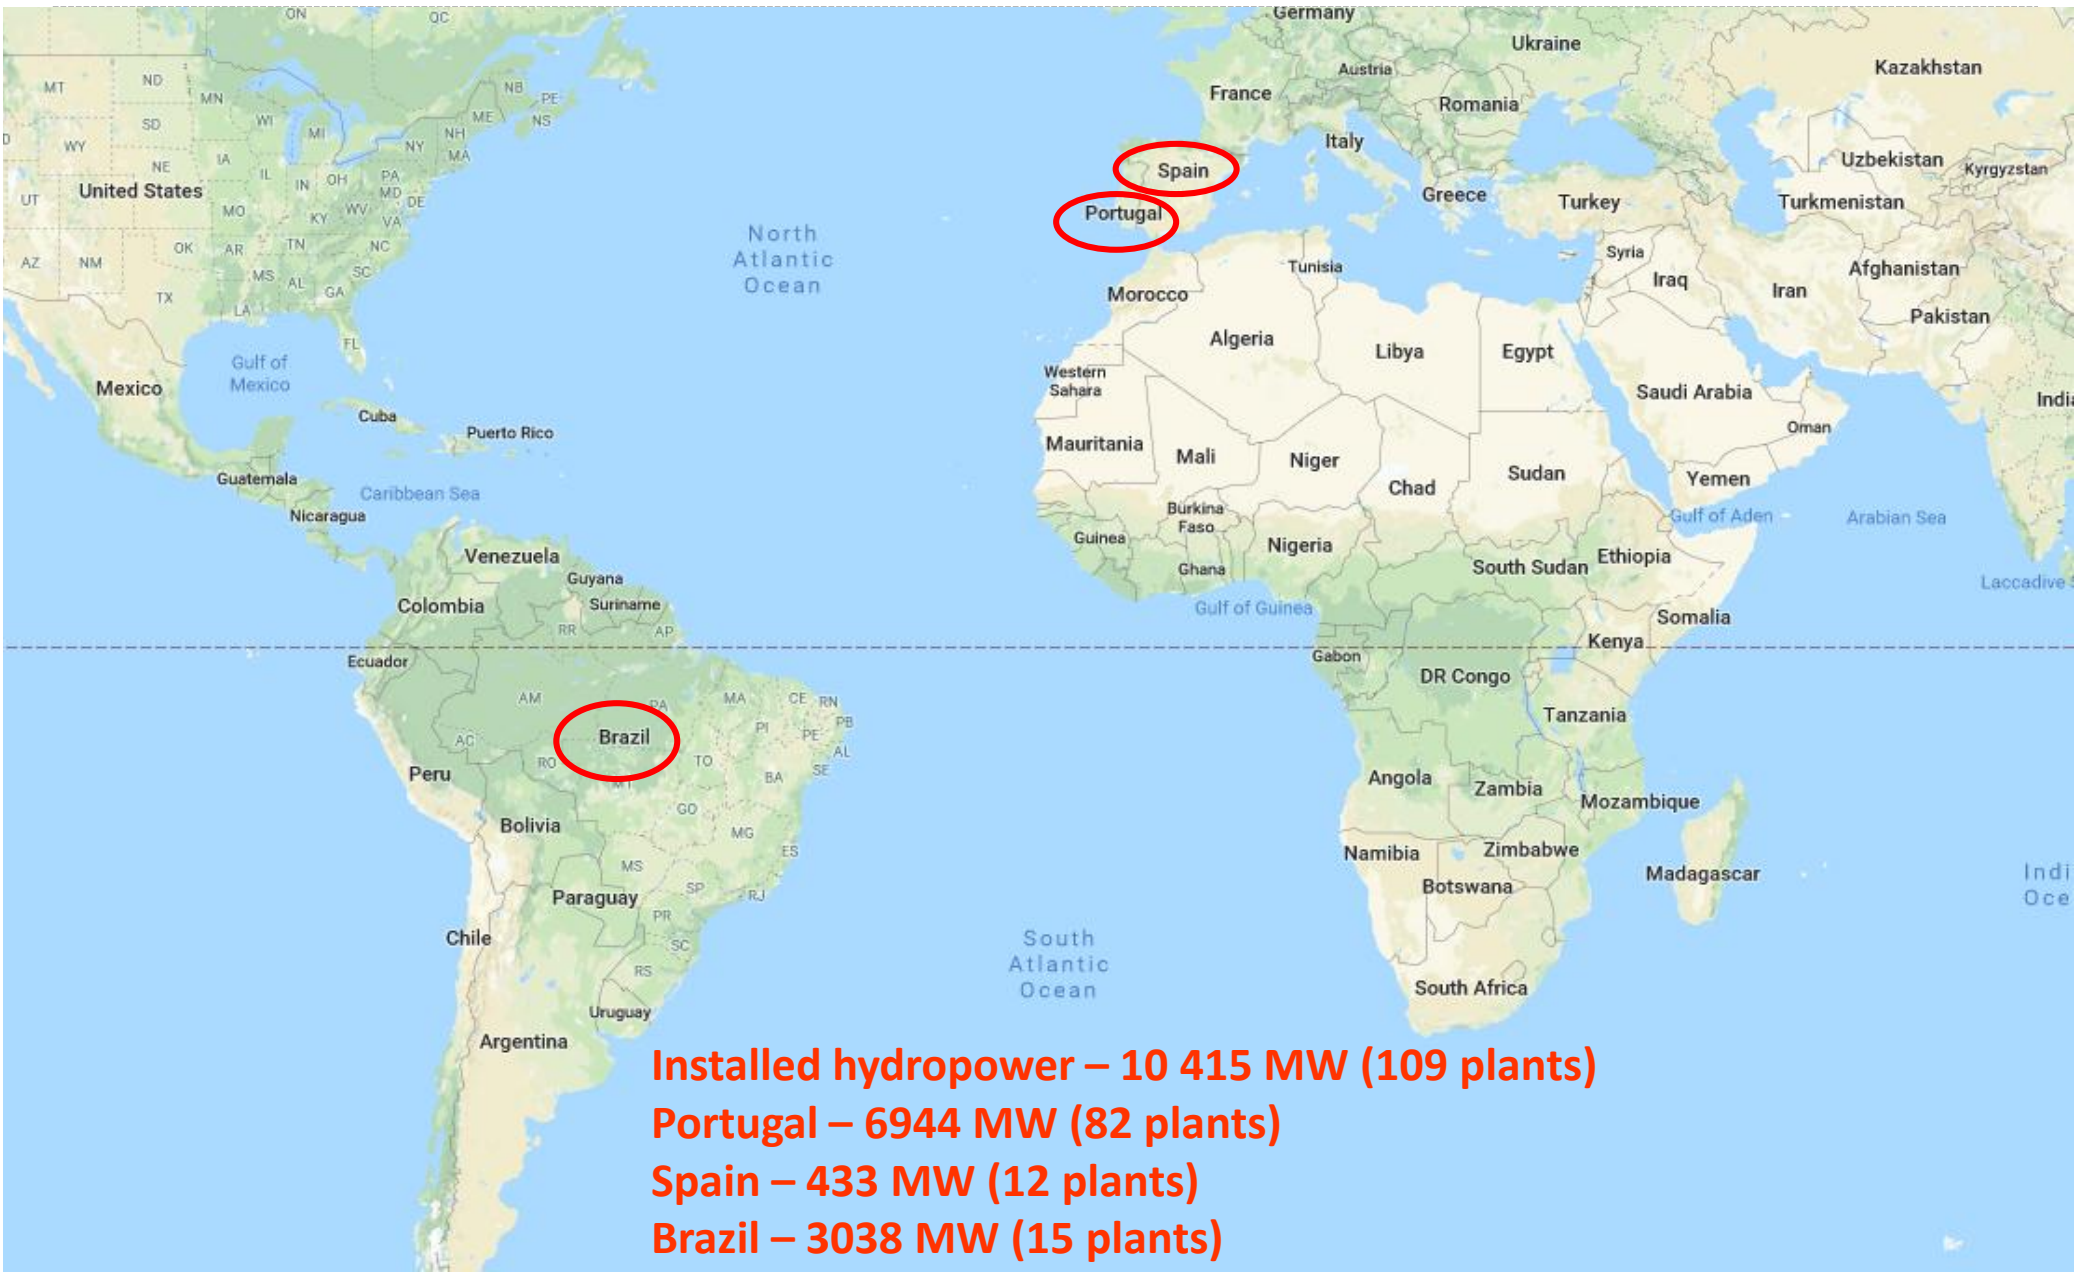 ON
QC
Germany
Ukraine
Kazakhstan
Austria
France
Romania
MT
ND
MN
NB
PE
ME
NS
SD
WI
MI
NH
Italy
WY
NY
MA
Uzbekistan
Kyrgyzstan
NE
IA
IL
IN
OH
PA
MD
DE
Spain
United States
UT
Greece
Turkey
Turkmenistan
MO
KY
WV
VA
Portugal
North
Atlantic
Ocean
OK
AR
TN
NC
Syria
AZ
NM
MS
AL
SC
GA
Tunisia
Iraq
Iran
Afghanistan
TX
LA
Morocco
Pakistan
FL
Algeria
Libya
Egypt
Gulf of
Mexico
Mexico
Western
Sahara
Saudi Arabia
Cuba
Puerto Rico
Oman
Mauritania
Mali
Niger
Chad
Sudan
Yemen
Guatemala
Caribbean Sea
Nicaragua
Burkina
Faso
Gulf of Aden
Arabian Sea
Guinea
Nigeria
Venezuela
Guyana
Ghana
South Sudan
Ethiopia
Laccadive
Colombia
Suriname
Gulf of Guinea
Somalia
RR
AP
Kenya
Ecuador
Gabon
DR Congo
AM
PA
MA
CE
RN
Brazil
PI
PB
PE
Tanzania
AC
RO
TO
AL
Peru
MT
BA
SE
Angola
Zambia
Mozambique
GO
Bolivia
MG
ES
Namibia
Zimbabwe
MS
Botswana
Madagascar
Paraguay
SP
RJ
PR
Chile
SC
South
Atlantic
Ocean
RS
South Africa
Uruguay
Argentina
Installed hydropower – 10 415 MW (109 plants)
Portugal – 6944 MW (82 plants)
Spain – 433 MW (12 plants)
Brazil – 3038 MW (15 plants)